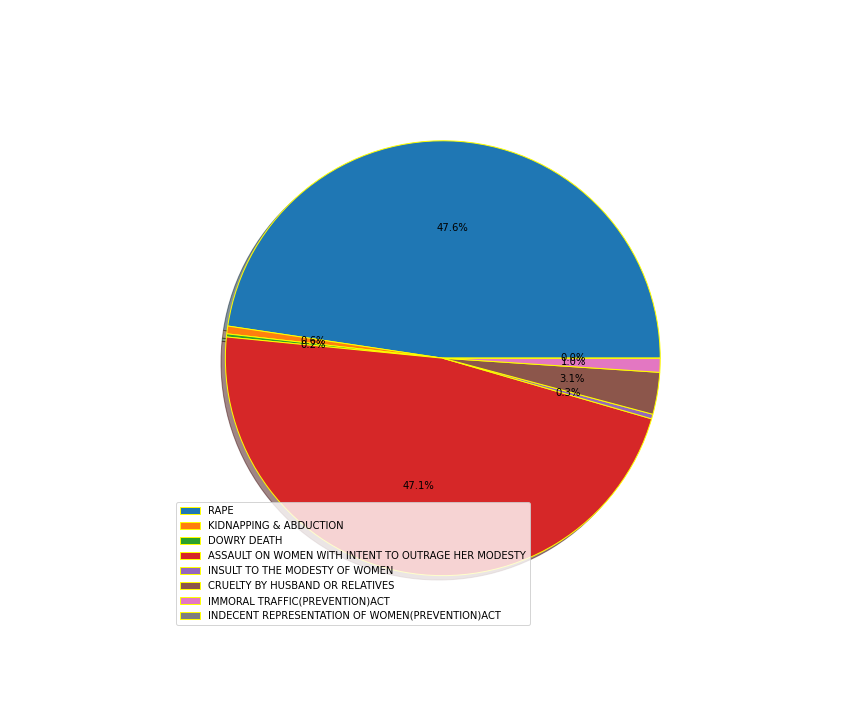 47.6%
0.6%
0.2%
0.0%
1.0%
3.1%
0.3%
47.1%
RAPE
KIDNAPPING & ABDUCTION
DOWRY DEATH
ASSAULT ON WOMEN WITH INTENT TO OUTRAGE HER MODESTY
INSULT TO THE MODESTY OF WOMEN
CRUELTY BY HUSBAND OR RELATIVES
IMMORAL TRAFFIC(PREVENTION)ACT
INDECENT REPRESENTATION OF WOMEN(PREVENTION)ACT